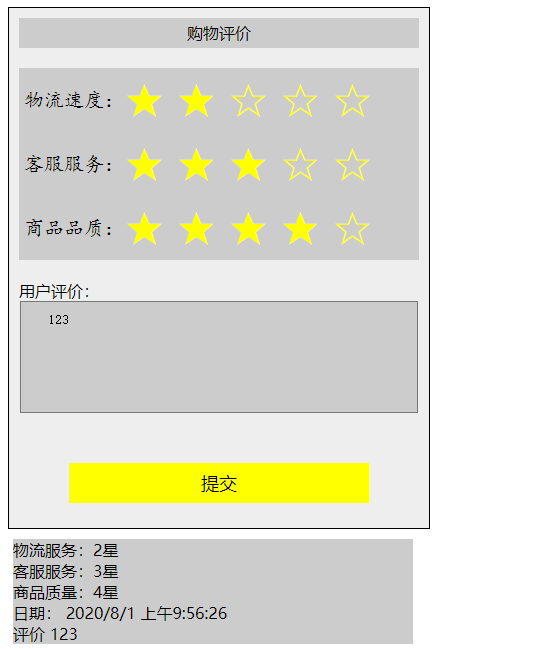 购物评价
物流速度：
客服服务：
商品品质：
用户评价：
123
提交
物流服务：2星
客服服务：3星
商品质量：4星
日期： 2020/8/1 上午9:56:26
评价 123